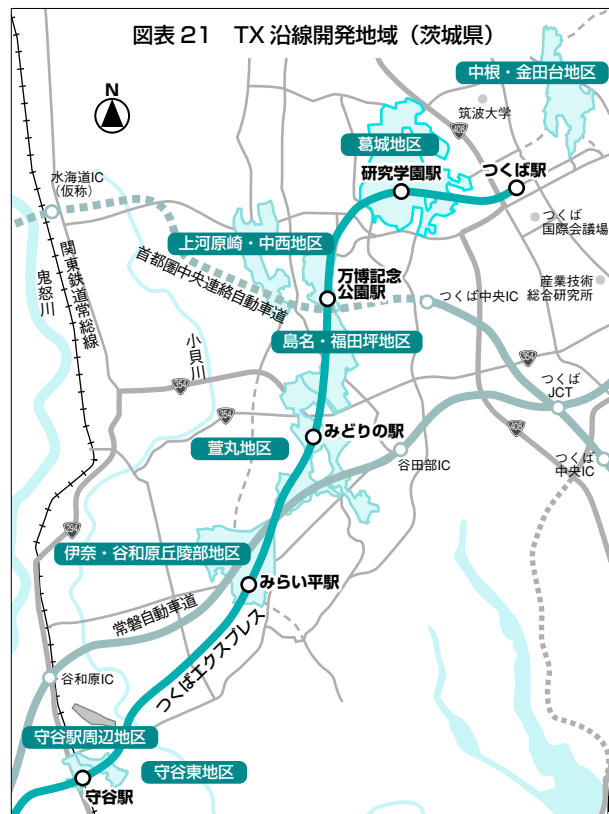 図表 21　TX 沿線開発地域（茨城県）
中根・金田台地区
N
筑波大学
408
葛城地区
研究学園駅
つくば駅
水海道IC
（仮称）
つくば
国際会議場
上河原崎・中西地区
関東鉄道常総線
鬼怒川
首都圏中央連絡自動車道
万博記念
公園駅
産業技術
総合研究所
つくば中央IC
小貝川
島名・福田坪地区
354
354
354
つくば
JCT
408
みどりの駅
萱丸地区
谷田部IC
つくば
中央IC
294
伊奈・谷和原丘陵部地区
みらい平駅
常磐自動車道
つくばエクスプレス
谷和原IC
守谷駅周辺地区
守谷東地区
守谷駅